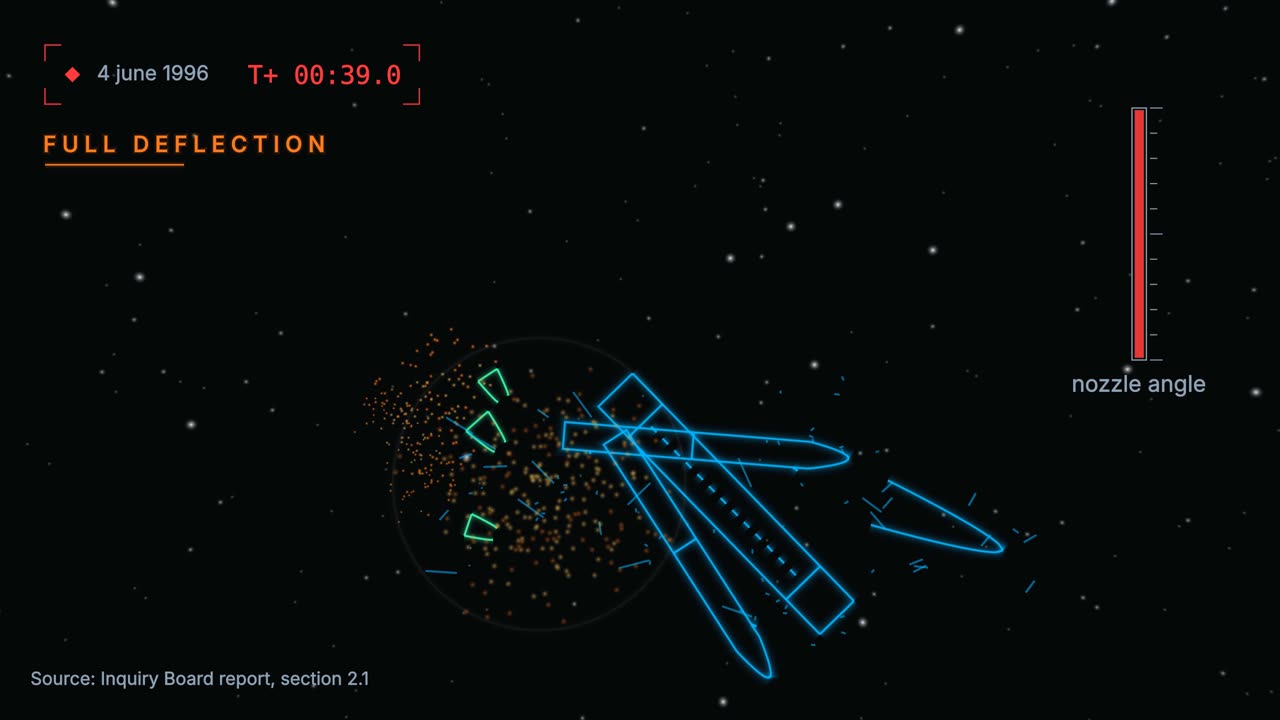 4 june 1996 T+ 00:39.0
FULL DEFLECTION
nozzle angle
Source: Inquiry Board report, section 2.1